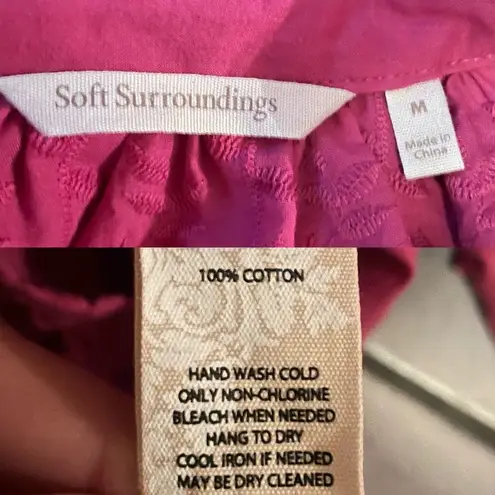 Soft Surroundings
M
Made in
China
100% COTTON
HAND WASH COLD
ONLY NON-CHLORINE
BLEACH WHEN NEEDED
HANG TO DRY
COOL IRON IF NEEDED
MAY BE DRY CLEANED